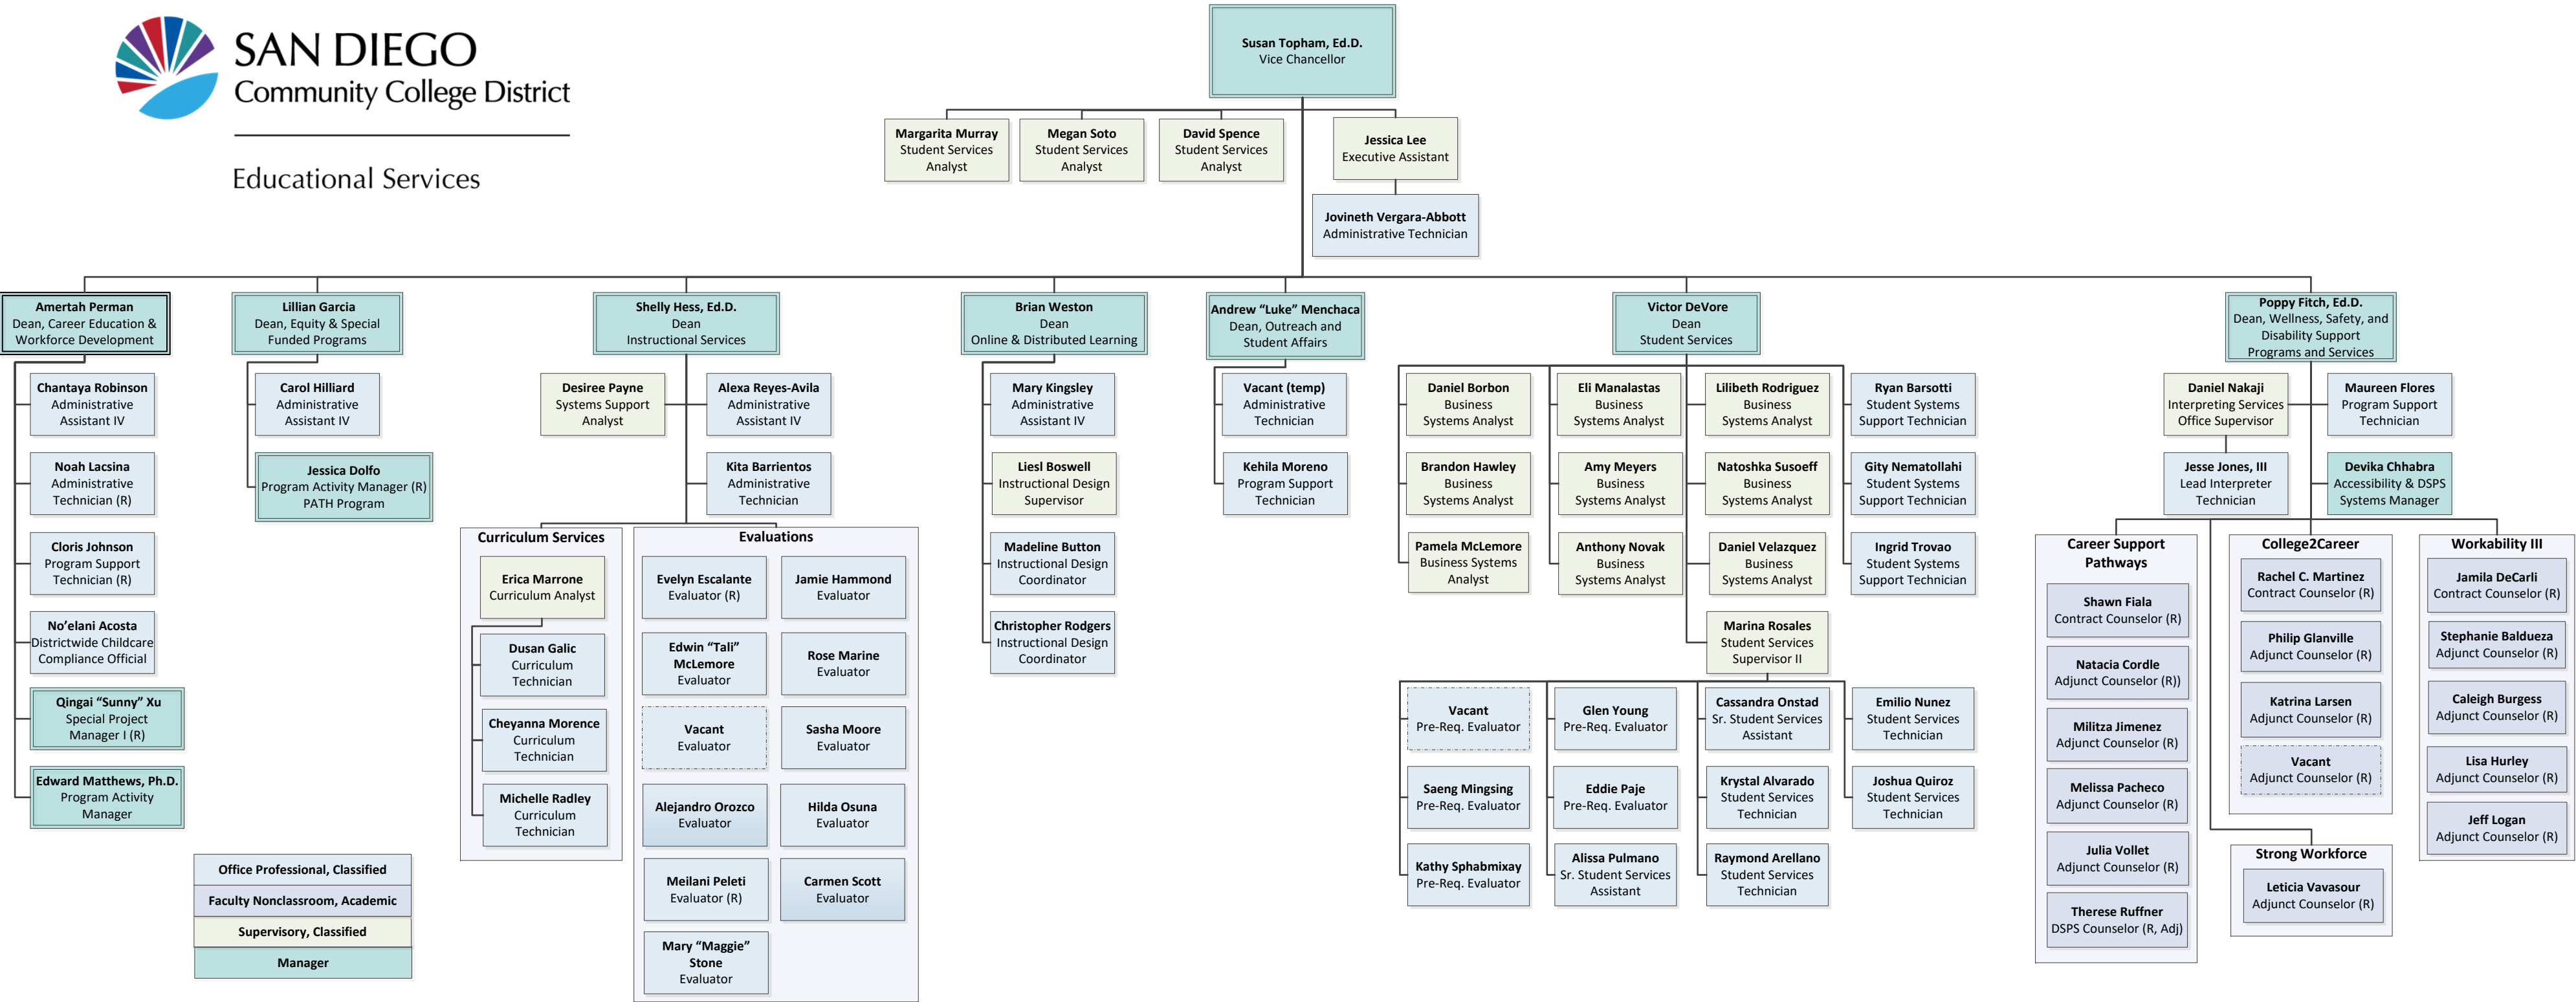 SAN DIEGO
Community College District
Educational Services
Susan Topham, Ed.D.
Vice Chancellor
Margarita Murray
Student Services
Analyst
Megan Soto
Student Services
Analyst
David Spence
Student Services
Analyst
Jessica Lee
Executive Assistant
Jovineth Vergara-Abbott
Administrative Technician
Amertah Perman
Dean, Career Education &
Workforce Development
Chantaya Robinson
Administrative
Assistant IV
Noah Lacsina
Administrative
Technician (R)
Cloris Johnson
Program Support
Technician (R)
No’elani Acosta
Districtwide Childcare
Compliance Official
Qingai “Sunny” Xu
Special Project
Manager I (R)
Edward Matthews, Ph.D.
Program Activity
Manager
Lillian Garcia
Dean, Equity & Special
Funded Programs
Carol Hilliard
Administrative
Assistant IV
Jessica Dolfo
Program Activity Manager (R)
PATH Program
Shelly Hess, Ed.D.
Dean
Instructional Services
Desiree Payne
Systems Support
Analyst
Alexa Reyes-Avila
Administrative
Assistant IV
Kita Barrientos
Administrative
Technician
Curriculum Services
Erica Marrone
Curriculum Analyst
Dusan Galic
Curriculum
Technician
Cheyanna Morence
Curriculum
Technician
Michelle Radley
Curriculum
Technician
Evaluations
Evelyn Escalante
Evaluator (R)
Jamie Hammond
Evaluator
Edwin “Tali”
McLemore
Evaluator
Rose Marine
Evaluator
Vacant
Evaluator
Sasha Moore
Evaluator
Alejandro Orozco
Evaluator
Hilda Osuna
Evaluator
Meilani Peleti
Evaluator (R)
Carmen Scott
Evaluator
Mary “Maggie”
Stone
Evaluator
Brian Weston
Dean
Online & Distributed Learning
Mary Kingsley
Administrative
Assistant IV
Liesl Boswell
Instructional Design
Supervisor
Madeline Button
Instructional Design
Coordinator
Christopher Rodgers
Instructional Design
Coordinator
Andrew “Luke” Menchaca
Dean, Outreach and
Student Affairs
Vacant (temp)
Administrative
Technician
Kehila Moreno
Program Support
Technician
Victor DeVore
Dean
Student Services
Daniel Borbon
Business
Systems Analyst
Eli Manalastas
Business
Systems Analyst
Lilibeth Rodriguez
Business
Systems Analyst
Ryan Barsotti
Student Systems
Support Technician
Brandon Hawley
Business
Systems Analyst
Amy Meyers
Business
Systems Analyst
Natoshka Susoeff
Business
Systems Analyst
Gity Nematollahi
Student Systems
Support Technician
Pamela McLemore
Business Systems
Analyst
Anthony Novak
Business
Systems Analyst
Daniel Velazquez
Business
Systems Analyst
Ingrid Trovao
Student Systems
Support Technician
Marina Rosales
Student Services
Supervisor II
Vacant
Pre-Req. Evaluator
Glen Young
Pre-Req. Evaluator
Cassandra Onstad
Sr. Student Services
Assistant
Emilio Nunez
Student Services
Technician
Saeng Mingsing
Pre-Req. Evaluator
Eddie Paje
Pre-Req. Evaluator
Krystal Alvarado
Student Services
Technician
Joshua Quiroz
Student Services
Technician
Kathy Sphabmixay
Pre-Req. Evaluator
Alissa Pulmano
Sr. Student Services
Assistant
Raymond Arellano
Student Services
Technician
Poppy Fitch, Ed.D.
Dean, Wellness, Safety, and
Disability Support
Programs and Services
Daniel Nakaji
Interpreting Services
Office Supervisor
Maureen Flores
Program Support
Technician
Jesse Jones, III
Lead Interpreter
Technician
Devika Chhabra
Accessibility & DSPS
Systems Manager
Career Support
Pathways
Shawn Fiala
Contract Counselor (R)
Natacia Cordle
Adjunct Counselor (R))
Militza Jimenez
Adjunct Counselor (R)
Melissa Pacheco
Adjunct Counselor (R)
Julia Vollet
Adjunct Counselor (R)
Therese Ruffner
DSPS Counselor (R, Adj)
College2Career
Rachel C. Martinez
Contract Counselor (R)
Philip Glanville
Adjunct Counselor (R)
Katrina Larsen
Adjunct Counselor (R)
Vacant
Adjunct Counselor (R)
Strong Workforce
Leticia Vavasour
Adjunct Counselor (R)
Workability III
Jamila DeCarli
Contract Counselor (R)
Stephanie Baldueza
Adjunct Counselor (R)
Caleigh Burgess
Adjunct Counselor (R)
Lisa Hurley
Adjunct Counselor (R)
Jeff Logan
Adjunct Counselor (R)
Office Professional, Classified
Faculty Nonclassroom, Academic
Supervisory, Classified
Manager